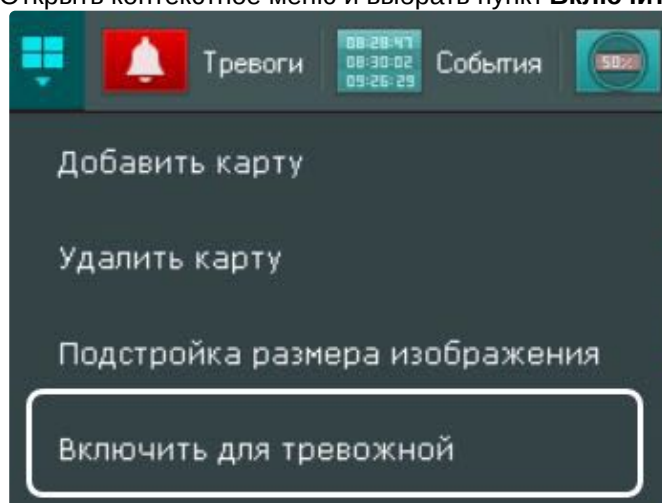 Открыть контекстное меню и выбрать пункт Включит
Тревоги 08:28:47 08:30:02 09:26:29 События 50%
Добавить карту
Удалить карту
Подстройка размера изображения
Включить для тревожной